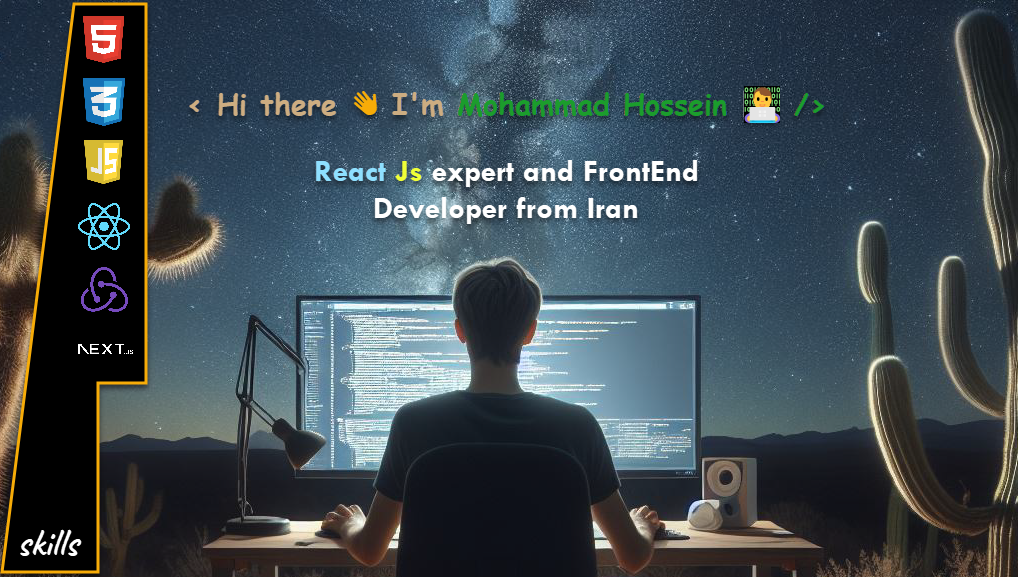 < Hi there 👋 I'm Mohammad Hossein 👨‍💻 />
React Js expert and FrontEnd
Developer from Iran
5
3
JS
NEXT.JS
skills